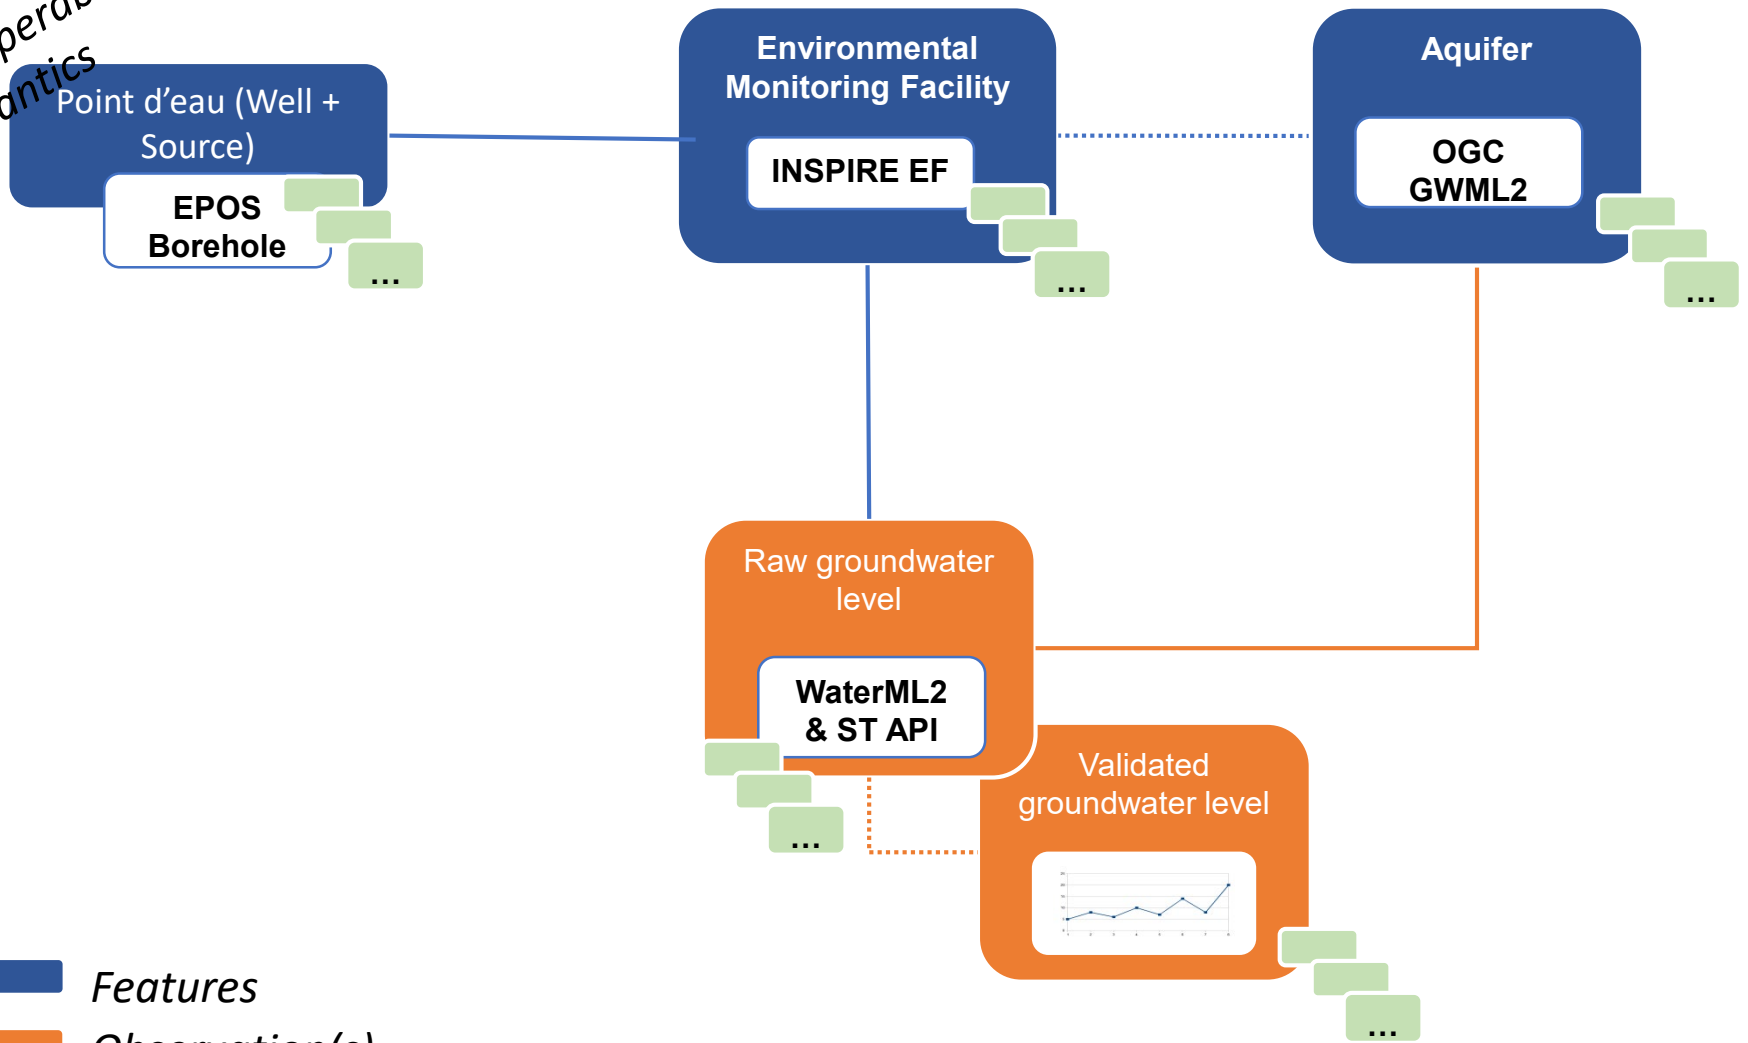 Point d’eau (Well +
Source)
EPOS
Borehole
...
Environmental
Monitoring Facility
INSPIRE EF
...
Aquifer
OGC
GWML2
...
Raw groundwater
level
WaterML2
& ST API
...
Validated
groundwater level
...
Features
Observation(s)